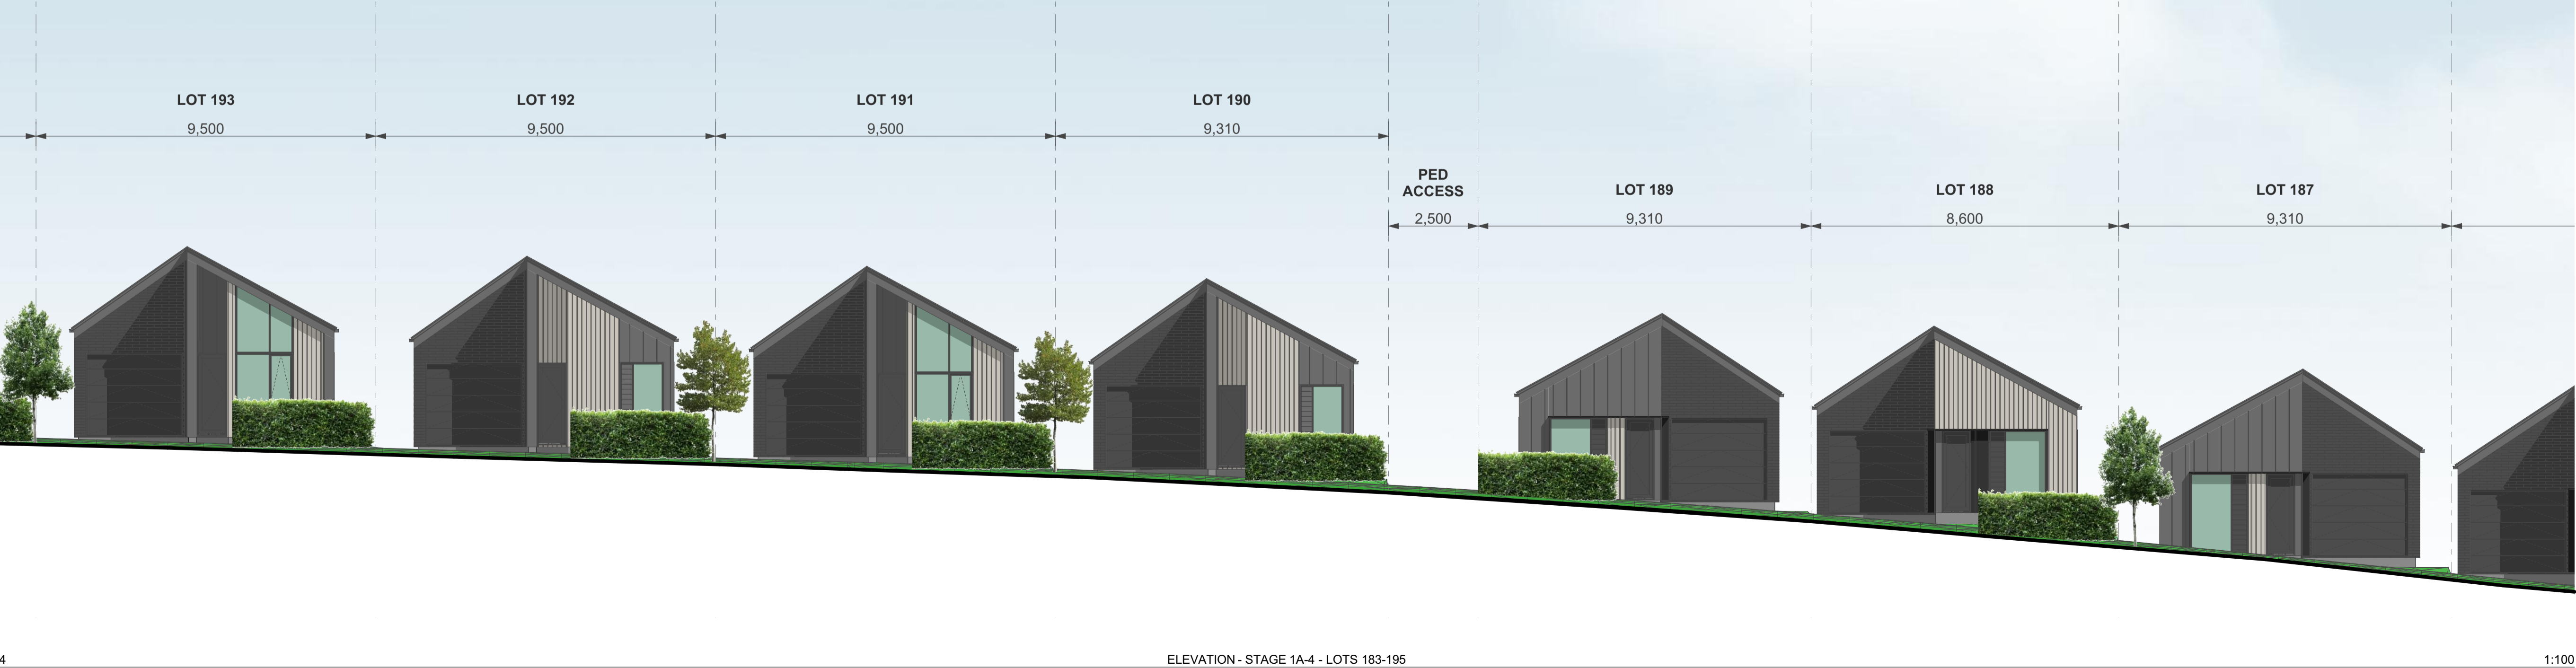 LOT 193
9,500
LOT 192
9,500
LOT 191
9,500
LOT 190
9,310
PED
ACCESS
2,500
LOT 189
9,310
LOT 188
8,600
LOT 187
9,310
4
ELEVATION - STAGE 1A-4 - LOTS 183-195
1:100